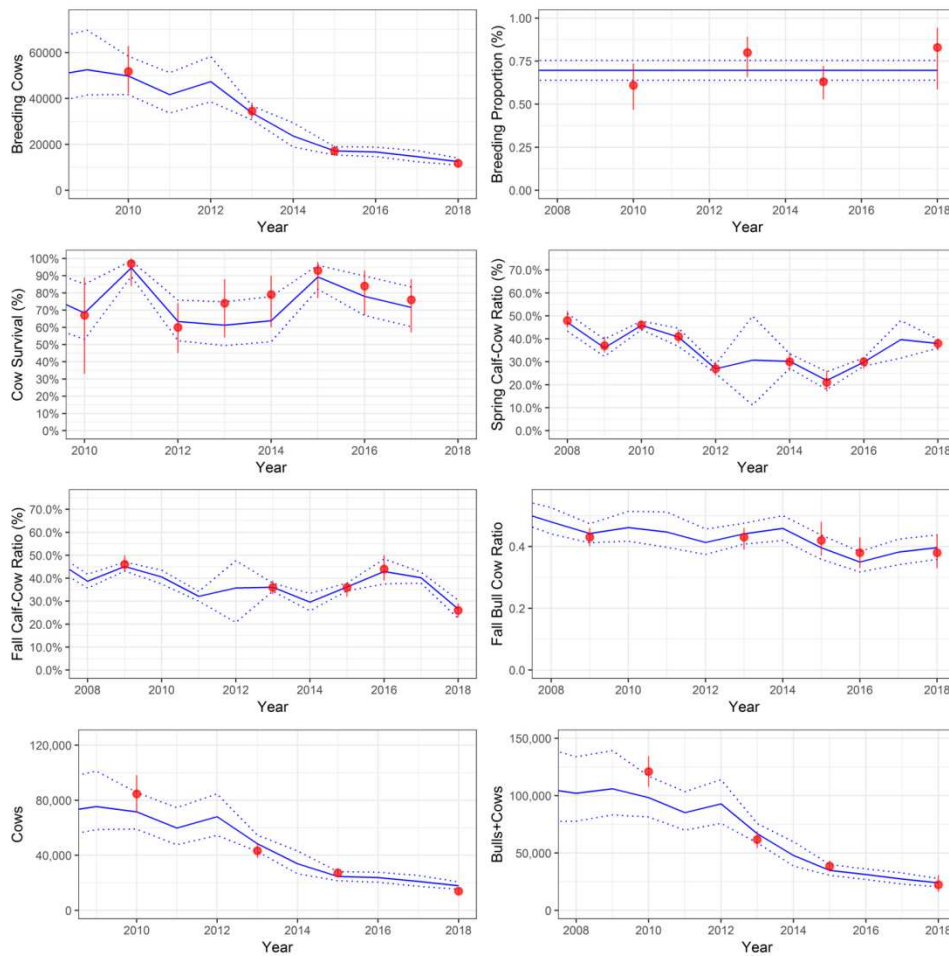 Breeding Cows
60000
40000
20000
0
2010 2012 2014 2016 2018
Year
Breeding Proportion (%)
1.00
0.75
0.50
0.25
0.00
2008 2010 2012 2014 2016 2018
Year
Cow Survival (%)
100%
90%
80%
70%
60%
50%
40%
30%
20%
10%
0%
2010 2012 2014 2016 2018
Year
Spring Calf-Cow Ratio (%)
70.0%
60.0%
50.0%
40.0%
30.0%
20.0%
10.0%
0.0%
2008 2010 2012 2014 2016 2018
Year
Fall Calf-Cow Ratio (%)
70.0%
60.0%
50.0%
40.0%
30.0%
20.0%
10.0%
0.0%
2008 2010 2012 2014 2016 2018
Year
Fall Bull Cow Ratio
0.4
0.2
0.0
2008 2010 2012 2014 2016 2018
Year
Cows
120,000
80,000
40,000
0
2010 2012 2014 2016 2018
Year
Bulls+Cows
150,000
100,000
50,000
0
2008 2010 2012 2014 2016 2018
Year